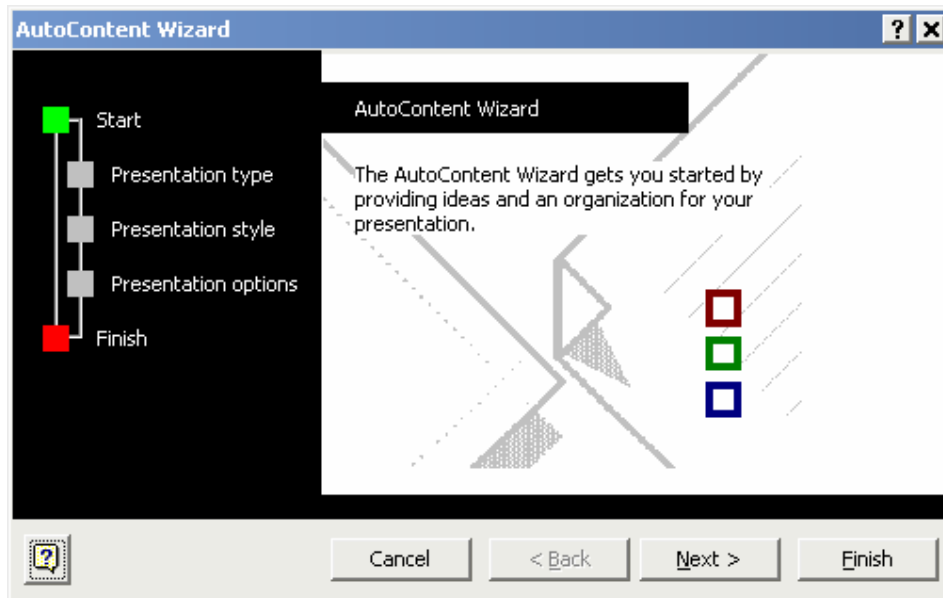 AutoContent Wizard
Start
Presentation type
Presentation style
Presentation options
Finish
AutoContent Wizard
The AutoContent Wizard gets you started by
providing ideas and an organization for your
presentation.
Cancel
< Back
Next >
Finish